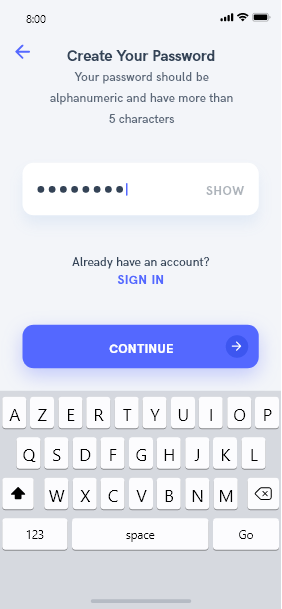 8:00
Create Your Password
Your password should be
alphanumeric and have more than
5 characters
SHOW
Already have an account?
SIGN IN
CONTINUE
A Z E R T Y U I O P
Q S D F G H J K L
W X C V B N M
123 space Go